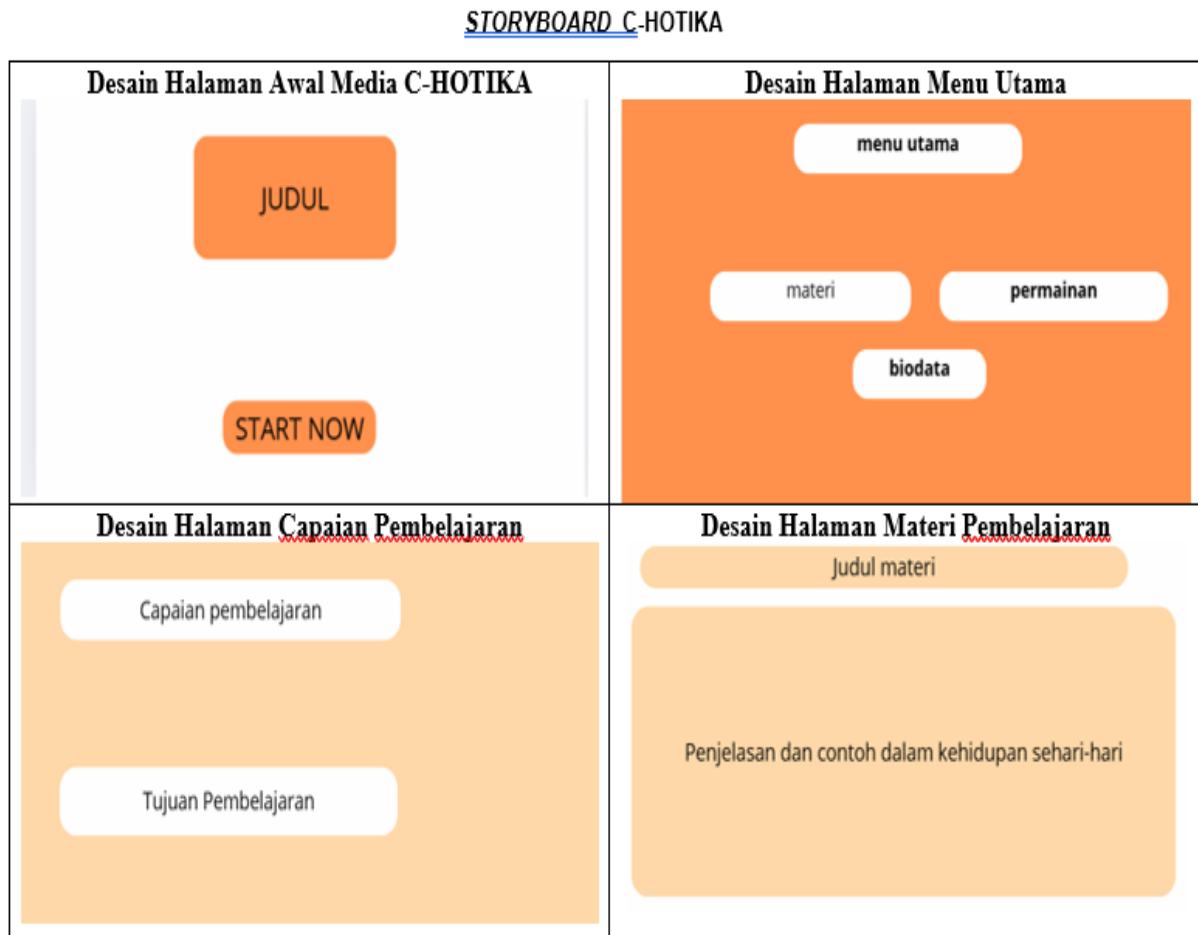 STORYBOARD C-HOTIKA
Desain Halaman Awal Media C-HOTIKA
JUDUL
START NOW
Desain Halaman Menu Utama
menu utama
materi
permainan
biodata
Desain Halaman Capaian Pembelajaran
Capaian pembelajaran
Tujuan Pembelajaran
Desain Halaman Materi Pembelajaran
Judul materi
Penjelasan dan contoh dalam kehidupan sehari-hari